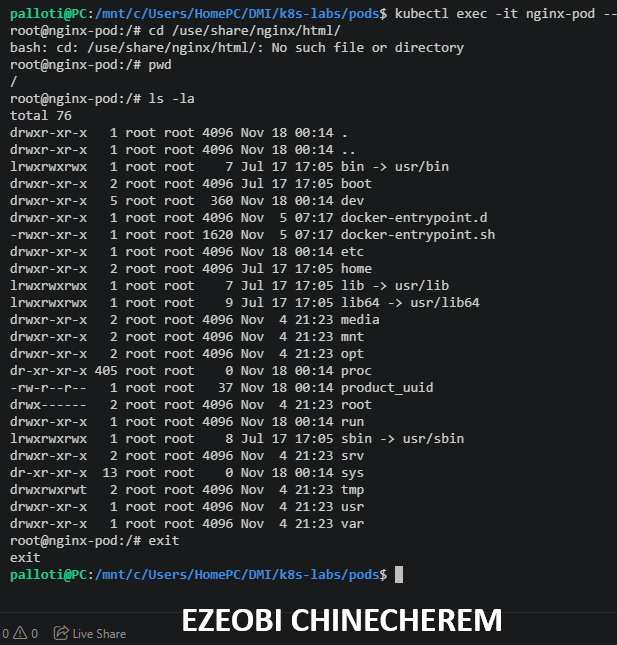 palloti@PC:/mnt/c/Users/HomePC/DMI/k8s-labs/pods$ kubectl exec -it nginx-pod --
root@nginx-pod:/# cd /use/share/nginx/html/
bash: cd: /use/share/nginx/html/: No such file or directory
root@nginx-pod:/# pwd
/
root@nginx-pod:/# ls -la
total 76
drwxr-xr-x   1 root root 4096 Nov 18 00:14 .
drwxr-xr-x   1 root root 4096 Nov 18 00:14 ..
lrwxrwxrwx   1 root root    7 Jul 17 17:05 bin -> usr/bin
drwxr-xr-x   2 root root 4096 Jul 17 17:05 boot
drwxr-xr-x   5 root root  360 Nov 18 00:14 dev
drwxr-xr-x   1 root root 4096 Nov  5 07:17 docker-entrypoint.d
-rwxr-xr-x   1 root root 1620 Nov  5 07:17 docker-entrypoint.sh
drwxr-xr-x   1 root root 4096 Nov 18 00:14 etc
drwxr-xr-x   2 root root 4096 Jul 17 17:05 home
lrwxrwxrwx   1 root root    7 Jul 17 17:05 lib -> usr/lib
lrwxrwxrwx   1 root root    9 Jul 17 17:05 lib64 -> usr/lib64
drwxr-xr-x   2 root root 4096 Nov  4 21:23 media
drwxr-xr-x   2 root root 4096 Nov  4 21:23 mnt
drwxr-xr-x   2 root root 4096 Nov  4 21:23 opt
dr-xr-xr-x 405 root root    0 Nov 18 00:14 proc
-rw-r--r--   1 root root   37 Nov 18 00:14 product_uuid
drwx------   2 root root 4096 Nov  4 21:23 root
drwxr-xr-x   1 root root 4096 Nov 18 00:14 run
lrwxrwxrwx   1 root root    8 Jul 17 17:05 sbin -> usr/sbin
drwxr-xr-x   2 root root 4096 Nov  4 21:23 srv
dr-xr-xr-x  13 root root    0 Nov 18 00:14 sys
drwxrwxrwt   2 root root 4096 Nov  4 21:23 tmp
drwxr-xr-x   1 root root 4096 Nov  4 21:23 usr
drwxr-xr-x   1 root root 4096 Nov  4 21:23 var
root@nginx-pod:/# exit
exit
palloti@PC:/mnt/c/Users/HomePC/DMI/k8s-labs/pods$
EZEOBI CHINECHEREM
0 0 Live Share